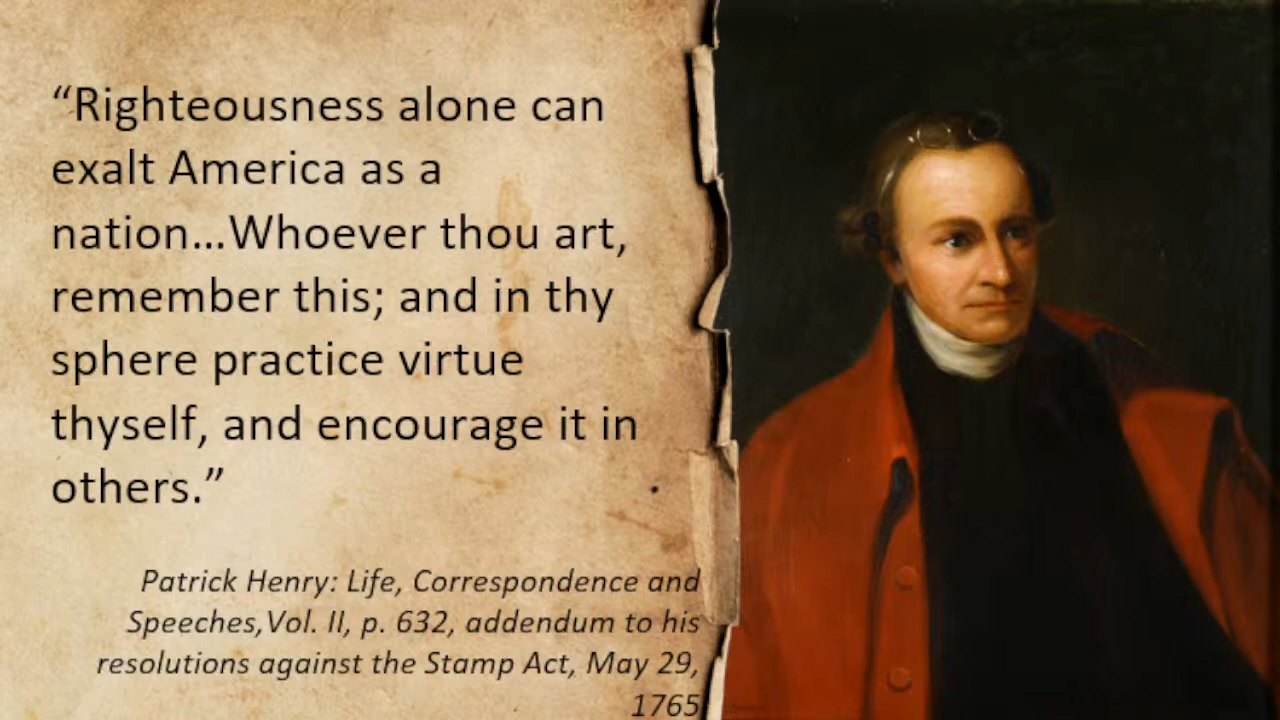 “Righteousness alone can
exalt America as a
nation…Whoever thou art,
remember this; and in thy
sphere practice virtue
thyself, and encourage it in
others.”
Patrick Henry: Life, Correspondence and
Speeches,Vol. II, p. 632, addendum to his
resolutions against the Stamp Act, May 29,
1765